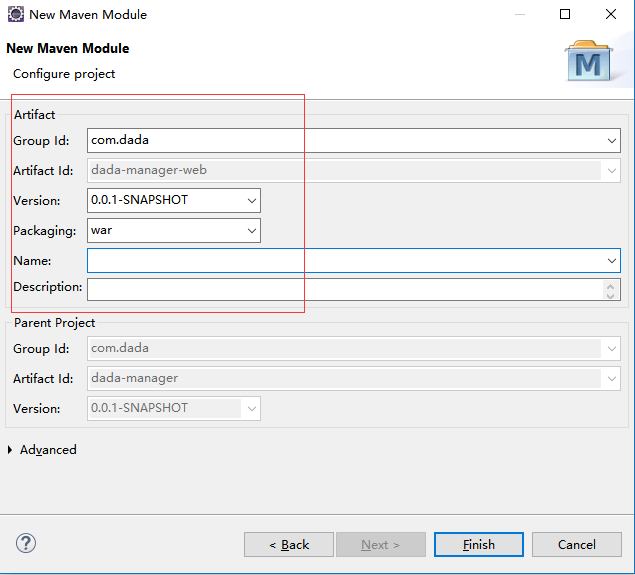 New Maven Module
New Maven Module
Configure project
M
Artifact
Group Id: com.dada
Artifact Id: dada-manager-web
Version: 0.0.1-SNAPSHOT
Packaging: war
Name:
Description:
Parent Project
Group Id: com.dada
Artifact Id: dada-manager
Version: 0.0.1-SNAPSHOT
Advanced
? < Back Next > Finish Cancel